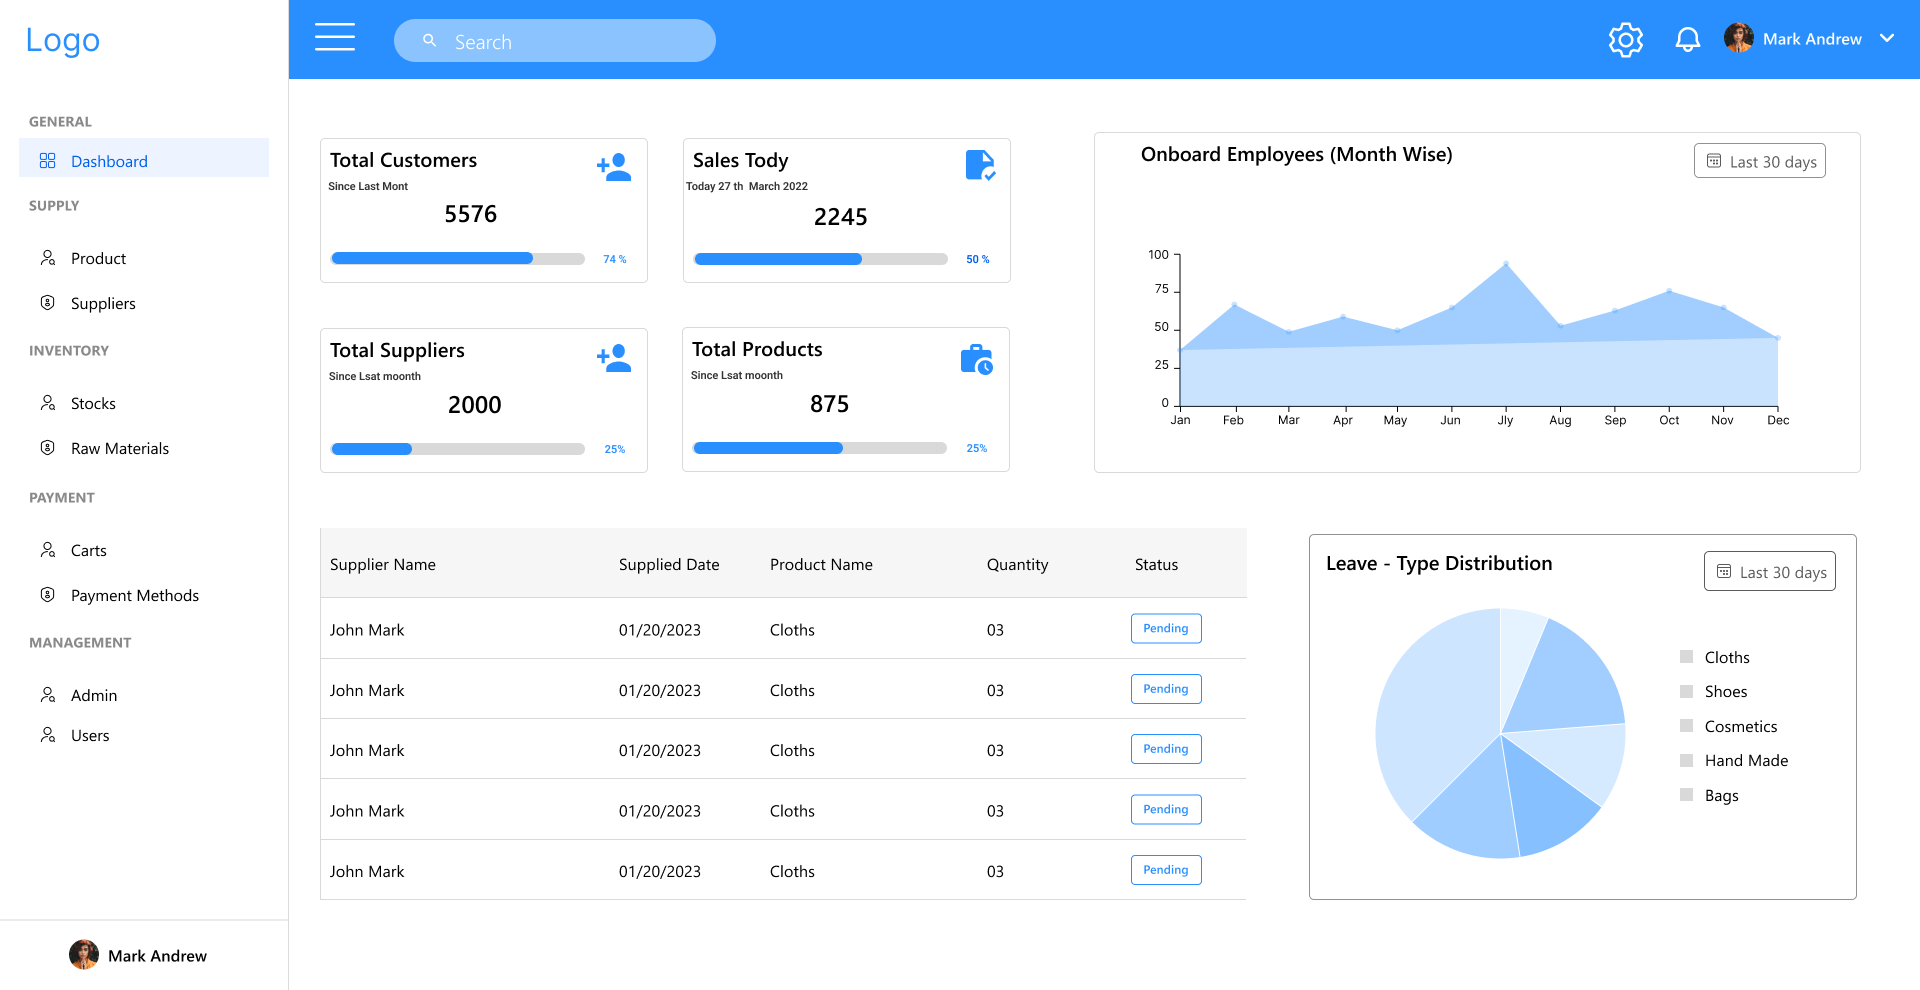 Logo
Search
Mark Andrew
GENERAL
Dashboard
SUPPLY
Product
Suppliers
INVENTORY
Stocks
Raw Materials
PAYMENT
Carts
Payment Methods
MANAGEMENT
Admin
Users
Mark Andrew
Total Customers
Since Last Mont
5576
74 %
Sales Tody
Today 27 th  March 2022
2245
50 %
Total Suppliers
Since Lsat moonth
2000
25%
Total Products
Since Lsat moonth
875
25%
Onboard Employees (Month Wise)
Last 30 days
100
75
50
25
0
Jan Feb Mar Apr May Jun Jly Aug Sep Oct Nov Dec
Supplier Name Supplied Date Product Name Quantity Status
John Mark 01/20/2023 Cloths 03 Pending
John Mark 01/20/2023 Cloths 03 Pending
John Mark 01/20/2023 Cloths 03 Pending
John Mark 01/20/2023 Cloths 03 Pending
John Mark 01/20/2023 Cloths 03 Pending
Leave - Type Distribution
Last 30 days
Cloths
Shoes
Cosmetics
Hand Made
Bags